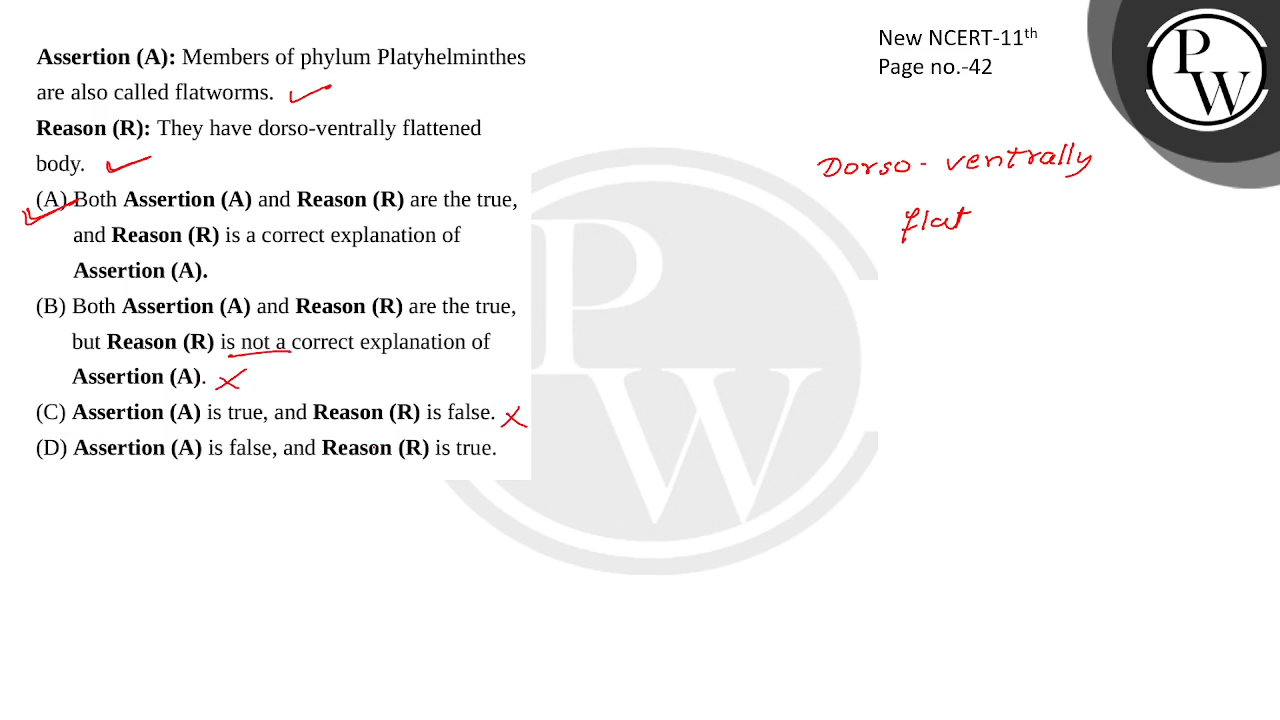 Assertion (A): Members of phylum Platyhelminthes
are also called flatworms.
Reason (R): They have dorso-ventrally flattened
body.
(A) Both Assertion (A) and Reason (R) are the true,
and Reason (R) is a correct explanation of
Assertion (A).
(B) Both Assertion (A) and Reason (R) are the true,
but Reason (R) is not a correct explanation of
Assertion (A).
(C) Assertion (A) is true, and Reason (R) is false.
(D) Assertion (A) is false, and Reason (R) is true.
New NCERT-11th
Page no.-42
Dorso-ventrally
flat
PW
PW